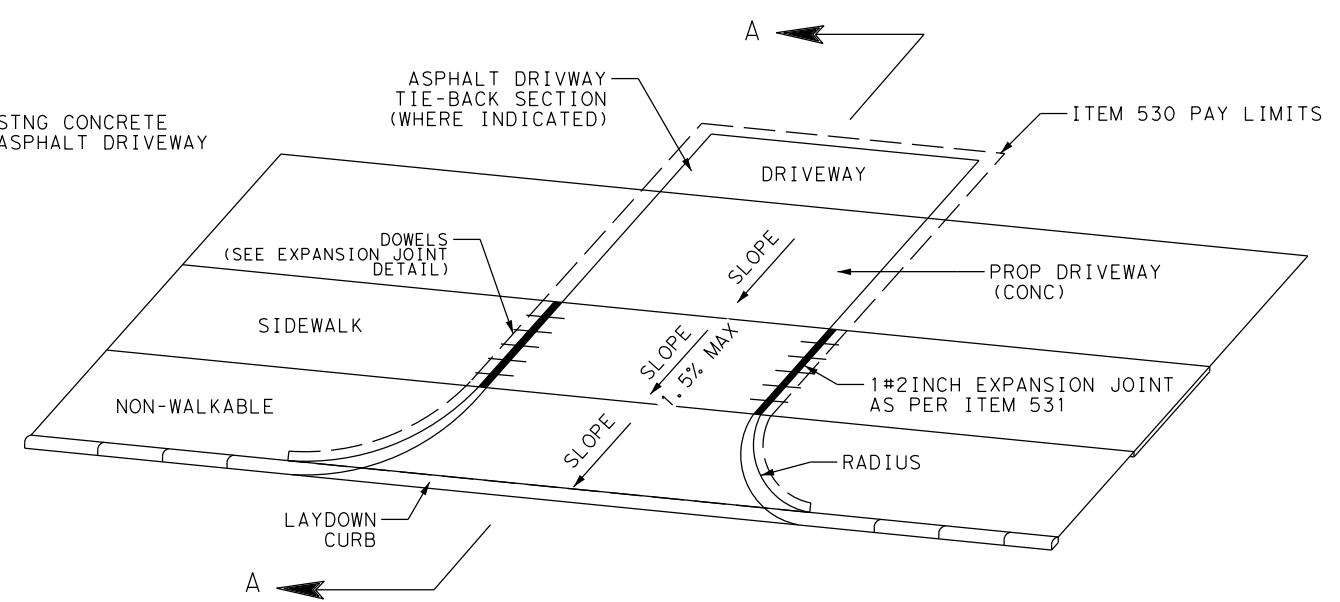 A
ASPHALT DRIVWAY
TIE-BACK SECTION
(WHERE INDICATED)
STNG CONCRETE
ASPHALT DRIVEWAY
ITEM 530 PAY LIMITS
DRIVEWAY
DOWELS
(SEE EXPANSION JOINT
DETAIL)
SLOPE
PROP DRIVEWAY
(CONC)
SIDEWALK
SLOPE
1.5% MAX
1#2INCH EXPANSION JOINT
AS PER ITEM 531
NON-WALKABLE
SLOPE
RADIUS
LAYDOWN
CURB
A